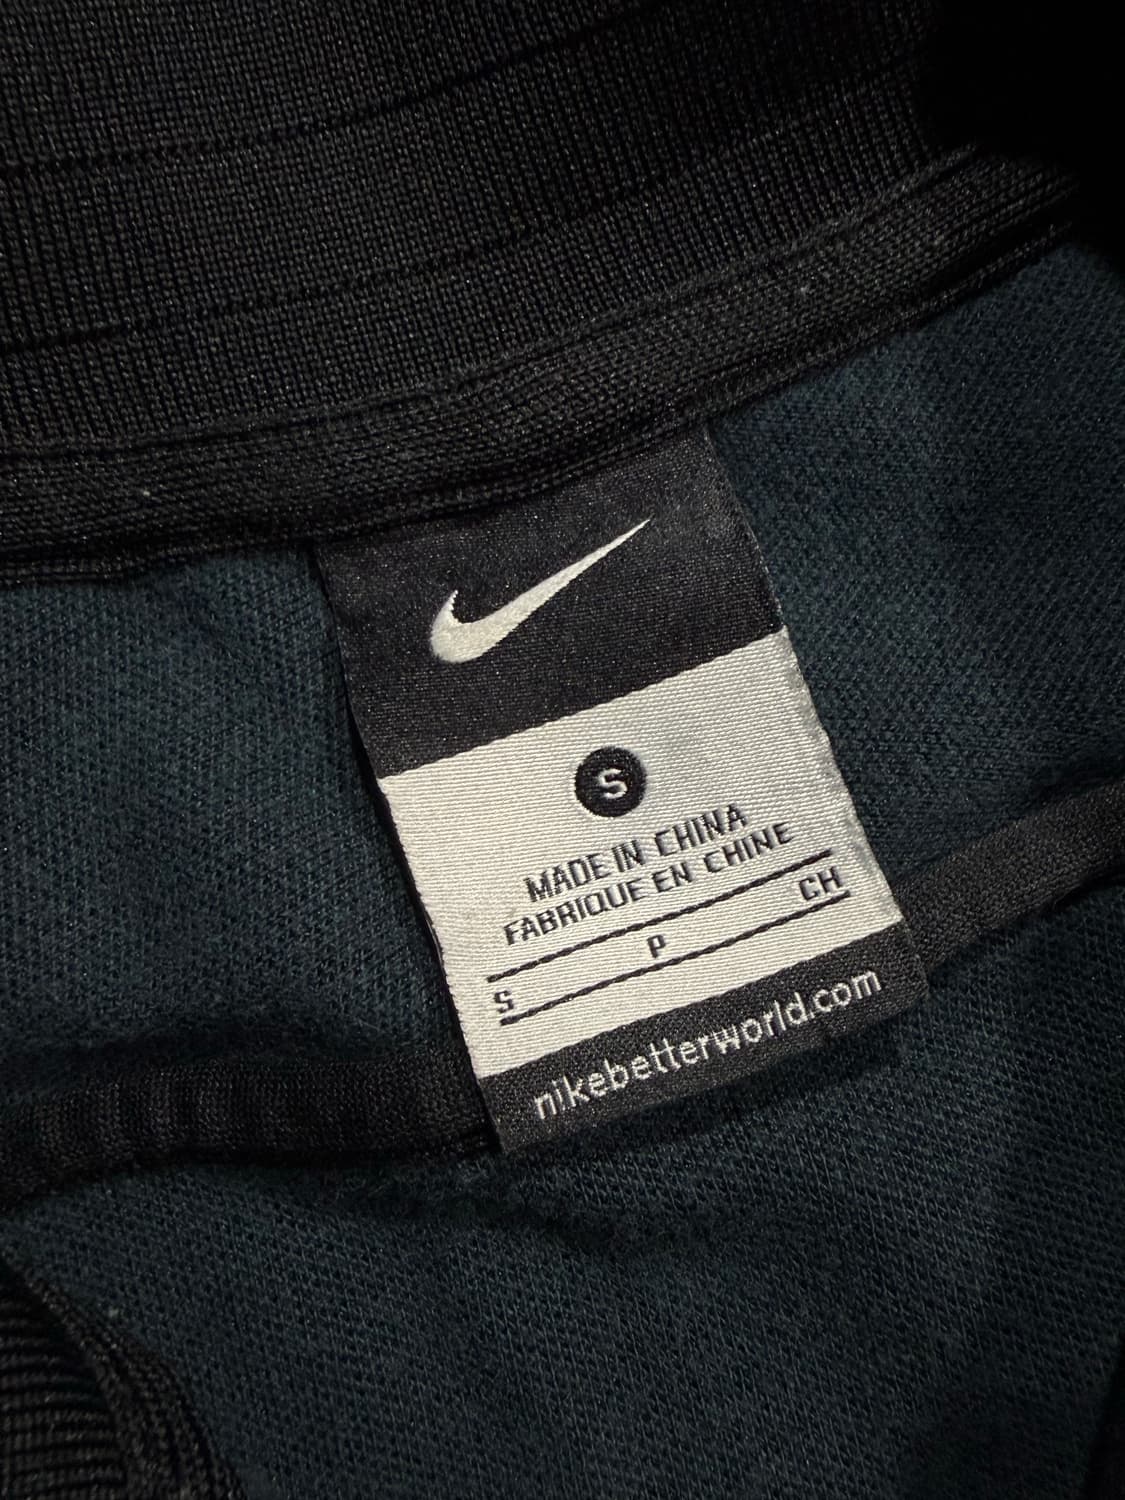 S
MADE IN CHINA
FABRIQUE EN CHINE
S P CH
nikebetterworld.com